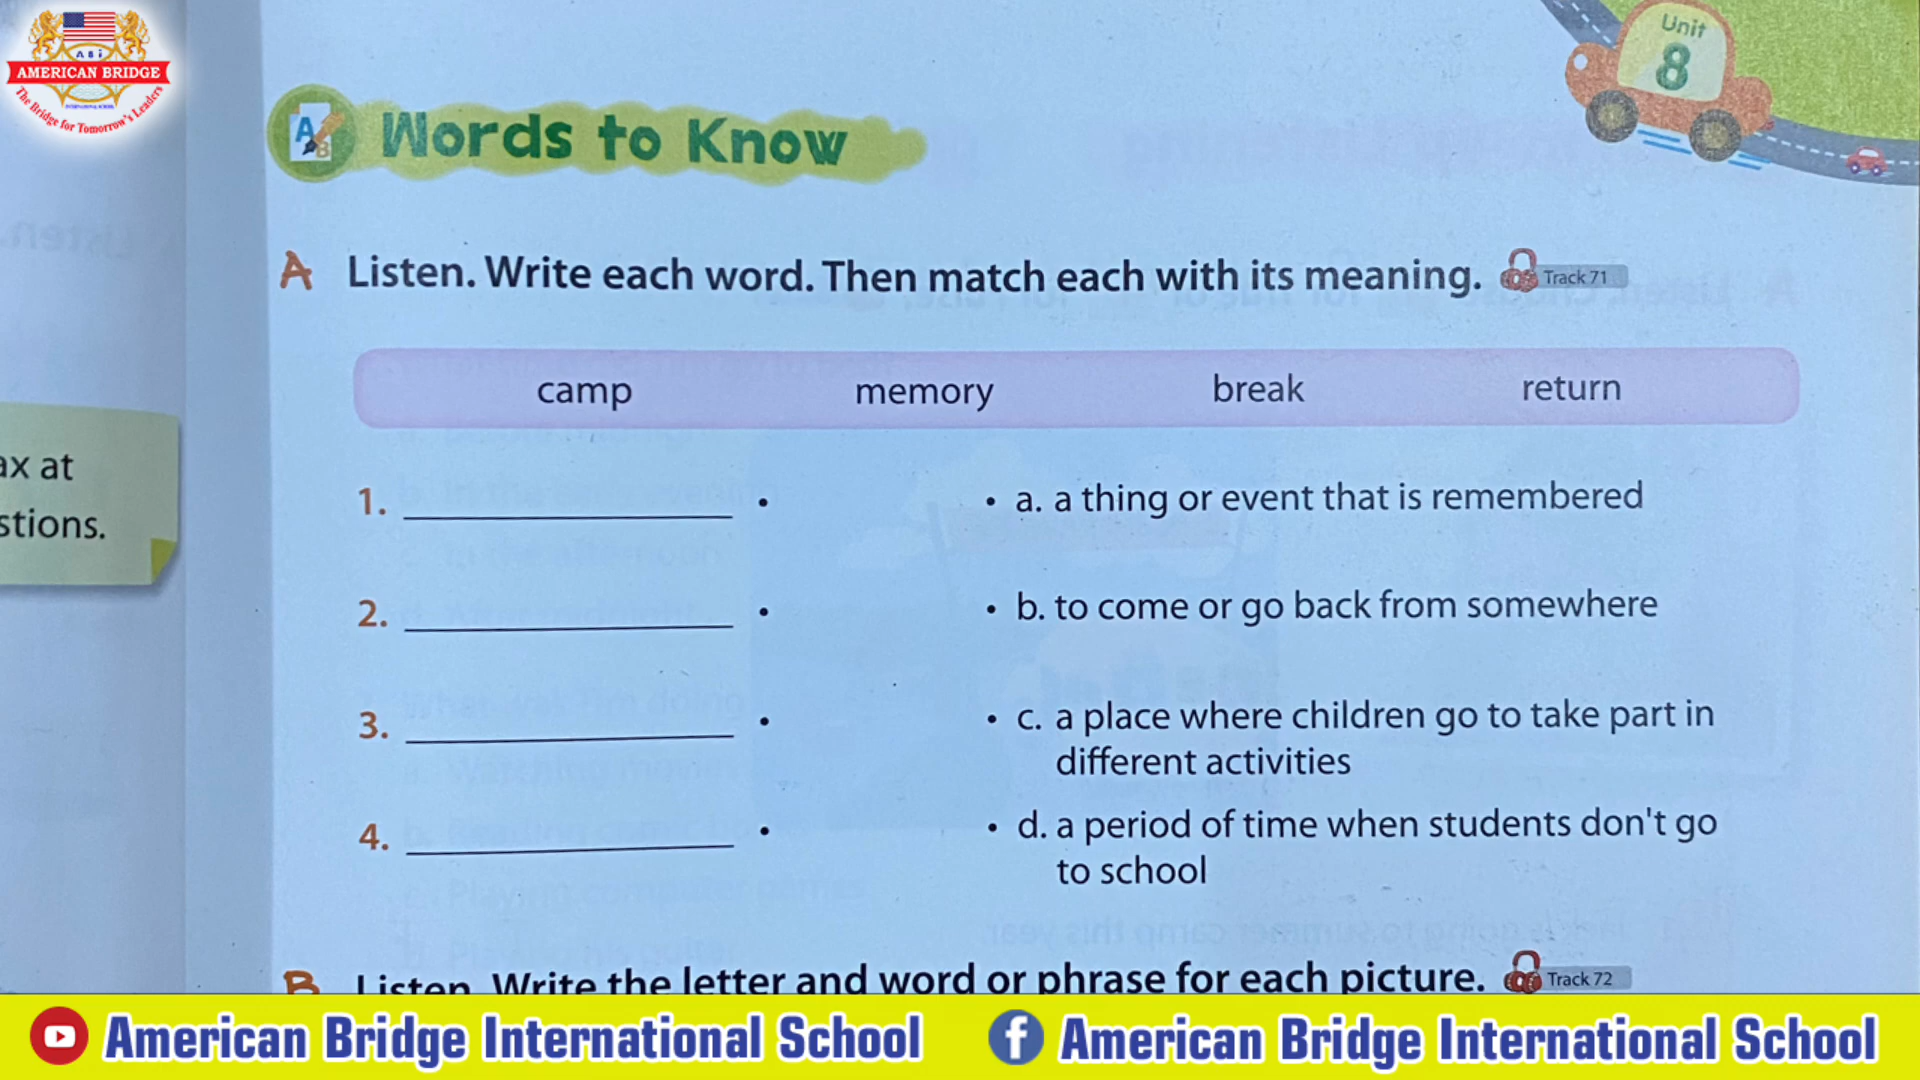 ABi
AMERICAN BRIDGE
INTERNATIONAL SCHOOL
The Bridge for Tomorrow's Leaders
Unit
8
Words to Know
A Listen. Write each word. Then match each with its meaning. Track 71
camp memory break return
1. • • a. a thing or event that is remembered
2. • • b. to come or go back from somewhere
3. • • c. a place where children go to take part in
different activities
4. • • d. a period of time when students don't go
to school
ax at
stions.
B Listen. Write the letter and word or phrase for each picture. Track 72
American Bridge International School
American Bridge International School